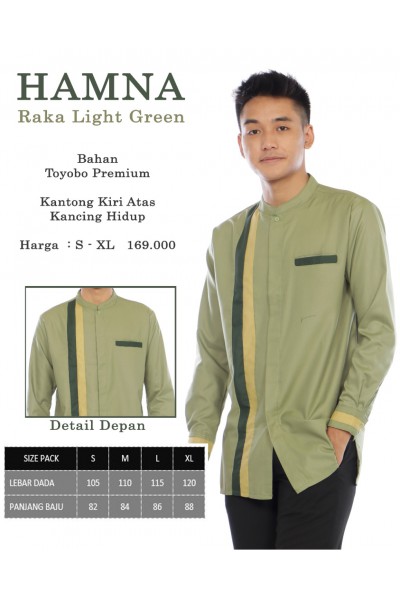 HAMNA
Raka Light Green
Bahan
Toyobo Premium
Kantong Kiri Atas
Kancing Hidup
Harga : S - XL 169.000
Detail Depan
SIZE PACK S M L XL
LEBAR DADA 105 110 115 120
PANJANG BAJU 82 84 86 88